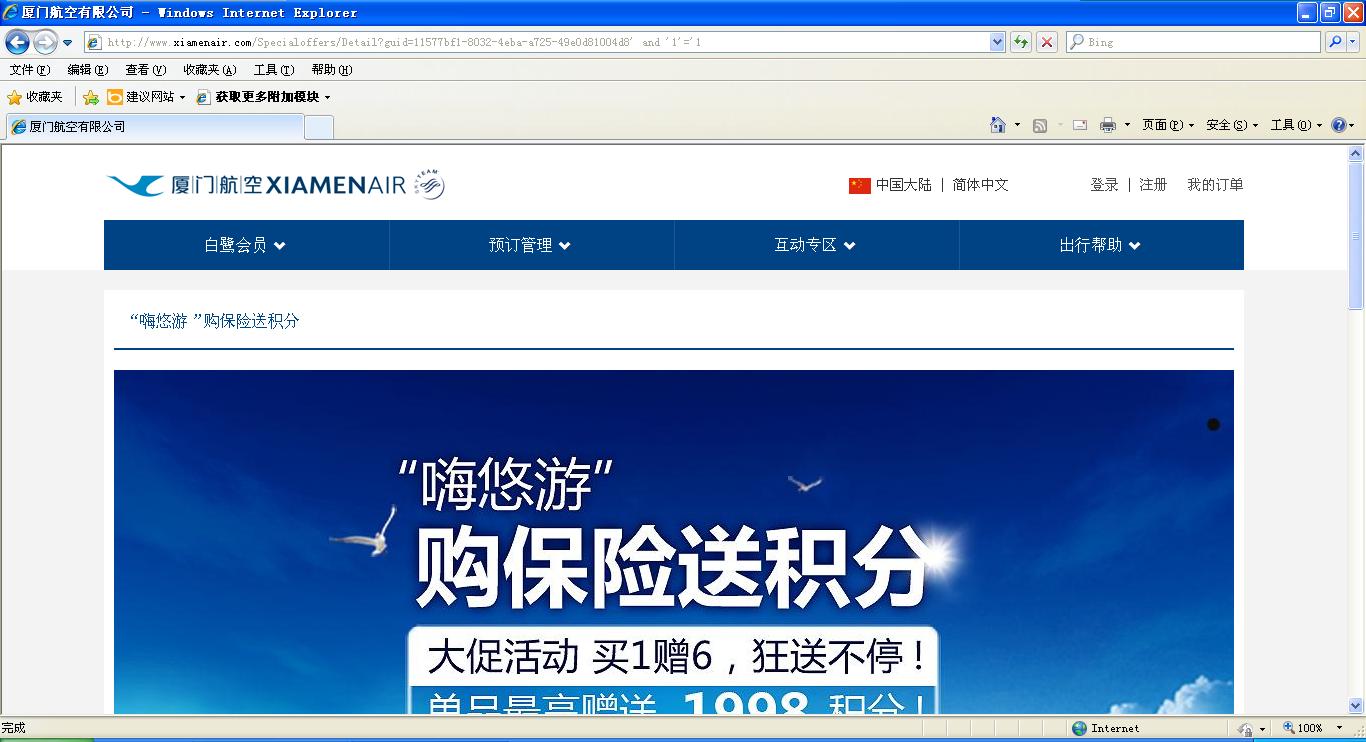 厦门航空有限公司 - Windows Internet Explorer
http://www.xiamenair.com/Specialoffers/Detail?guid=11577bf1-8032-4eba-a725-49e0d81004d8' and '1'='1
Bing
文件(F) 编辑(E) 查看(V) 收藏夹(A) 工具(T) 帮助(H)
收藏夹 建议网站 获取更多附加模块
厦门航空有限公司
页面(P) 安全(S) 工具(O)
厦门航空 XIAMENAIR
中国大陆 | 简体中文 登录 | 注册 我的订单
白鹭会员 预订管理 互动专区 出行帮助
“嗨悠游 ”购保险送积分
“嗨悠游”
购保险送积分
大促活动 买1赠6，狂送不停！
单品最高赠送 1998 积分！
完成 Internet 100%